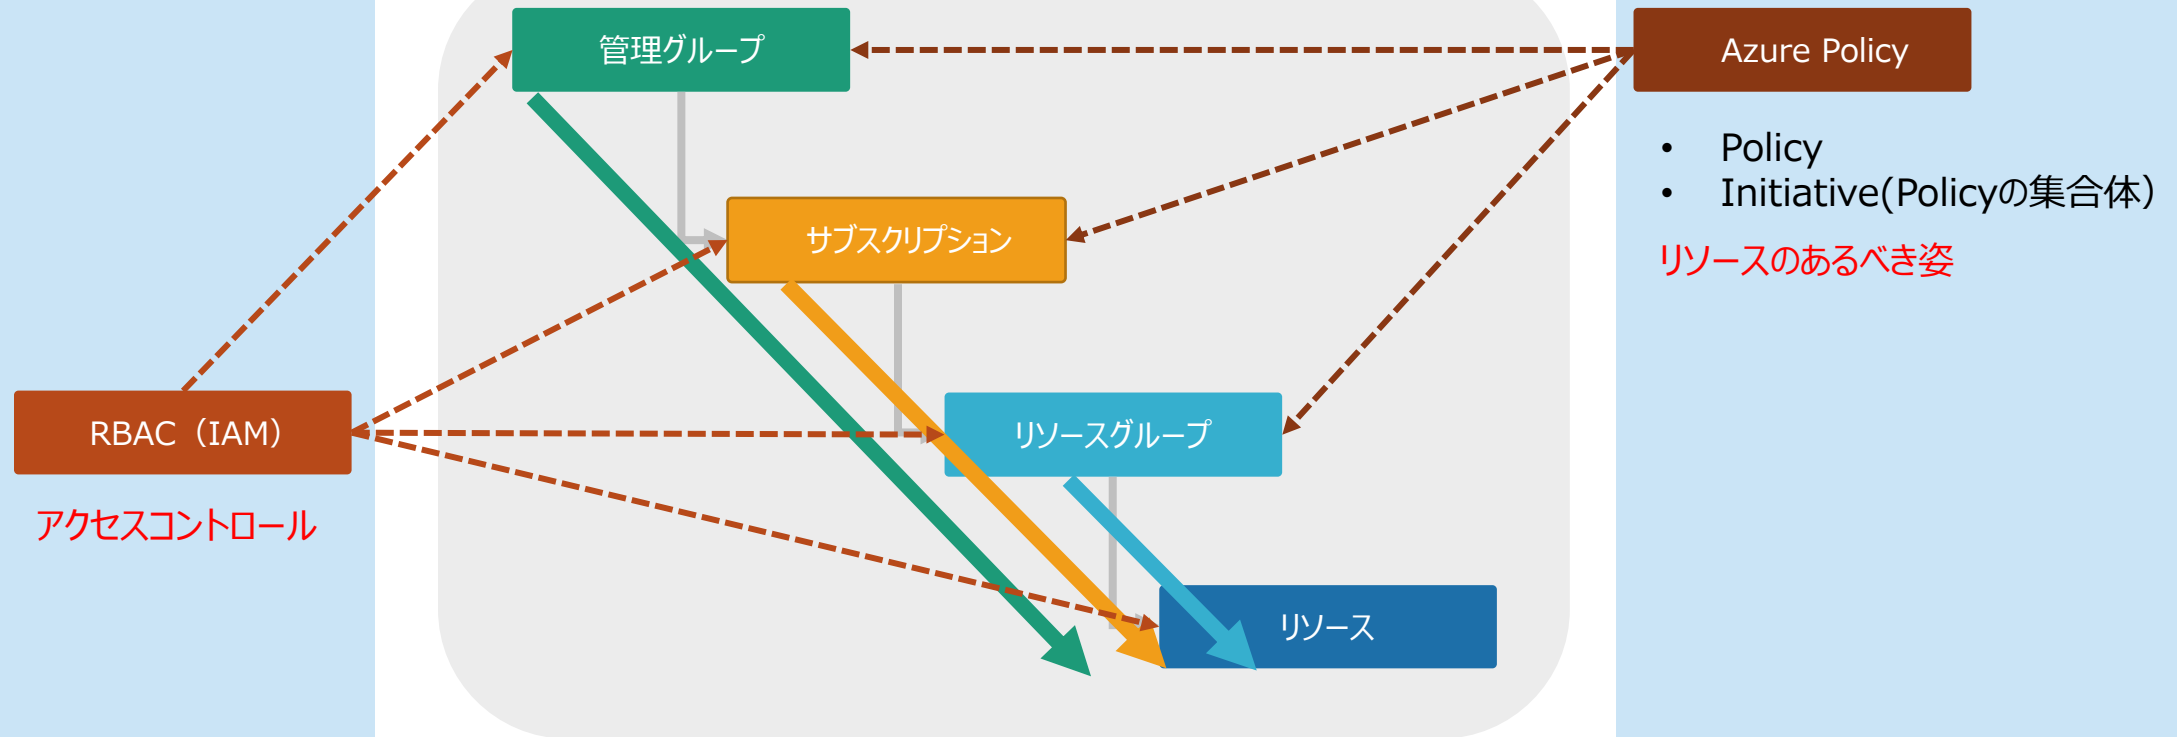 管理グループ
Azure Policy
• Policy
• Initiative(Policyの集合体）
サブスクリプション
リソースのあるべき姿
RBAC（IAM）
リソースグループ
アクセスコントロール
リソース